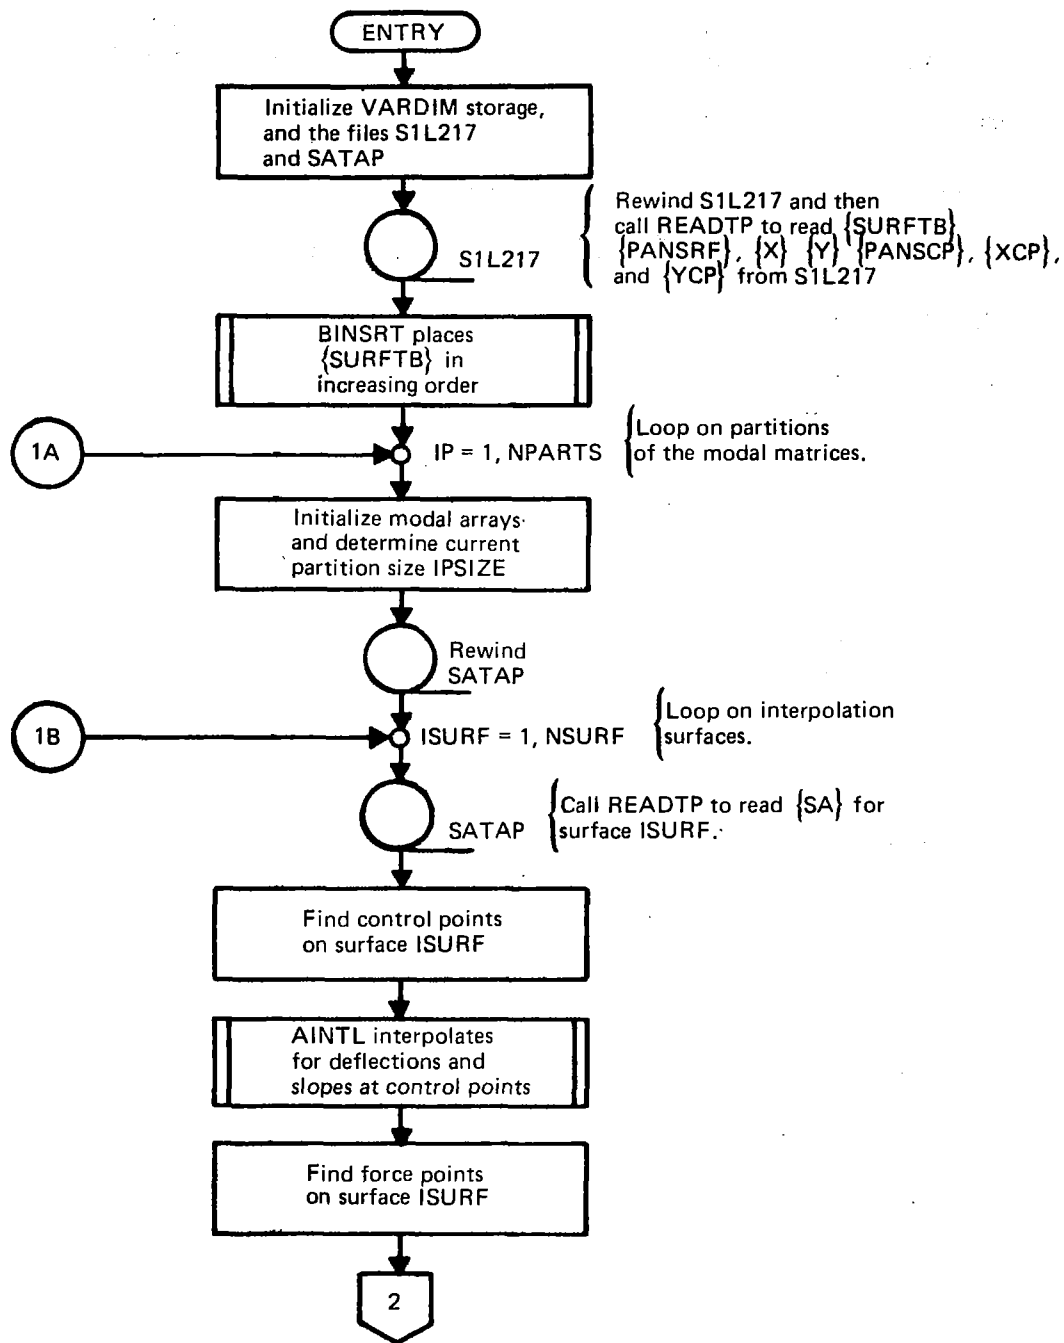 ENTRY
Initialize VARDIM storage,
and the files S1L217
and SATAP
S1L217
Rewind S1L217 and then
call READTP to read {SURFTB}
{PANSRF}, {X} {Y} {PANSCP}, {XCP},
and {YCP} from S1L217
BINSRT places
{SURFTB} in
increasing order
1A
IP = 1, NPARTS
Loop on partitions
of the modal matrices.
Initialize modal arrays
and determine current
partition size IPSIZE
Rewind
SATAP
1B
ISURF = 1, NSURF
Loop on interpolation
surfaces.
SATAP
Call READTP to read {SA} for
surface ISURF.
Find control points
on surface ISURF
AINTL interpolates
for deflections and
slopes at control points
Find force points
on surface ISURF
2